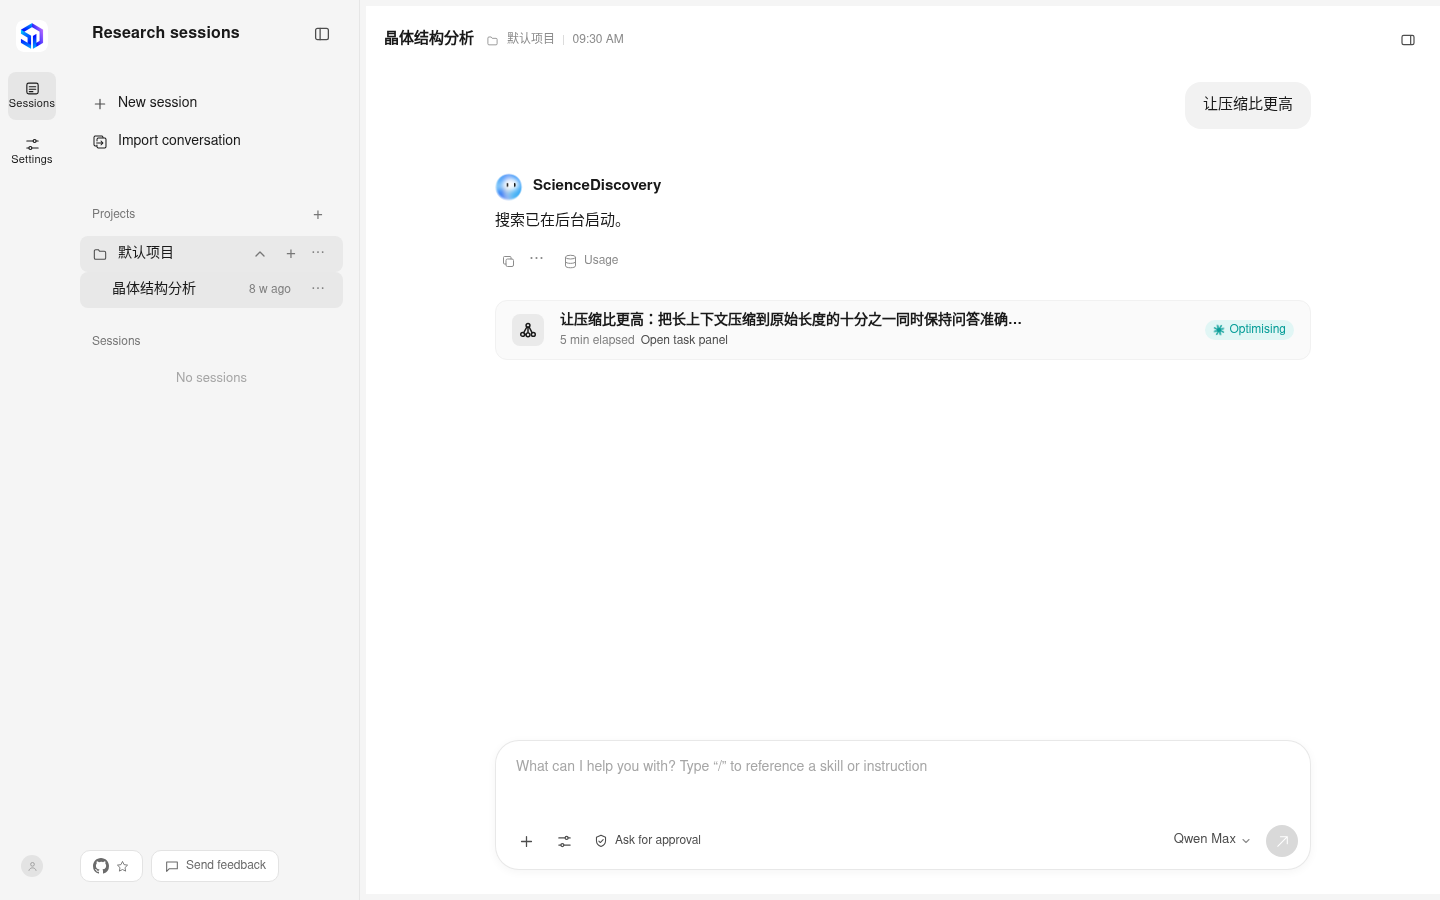 Research sessions
Sessions
Settings
New session
Import conversation
Projects
默认项目
晶体结构分析
8 w ago
Sessions
No sessions
Send feedback
晶体结构分析
默认项目
09:30 AM
让压缩比更高
ScienceDiscovery
搜索已在后台启动。
Usage
让压缩比更高：把长上下文压缩到原始长度的十分之一同时保持问答准确…
5 min elapsed Open task panel
Optimising
What can I help you with? Type “/” to reference a skill or instruction
Ask for approval
Qwen Max